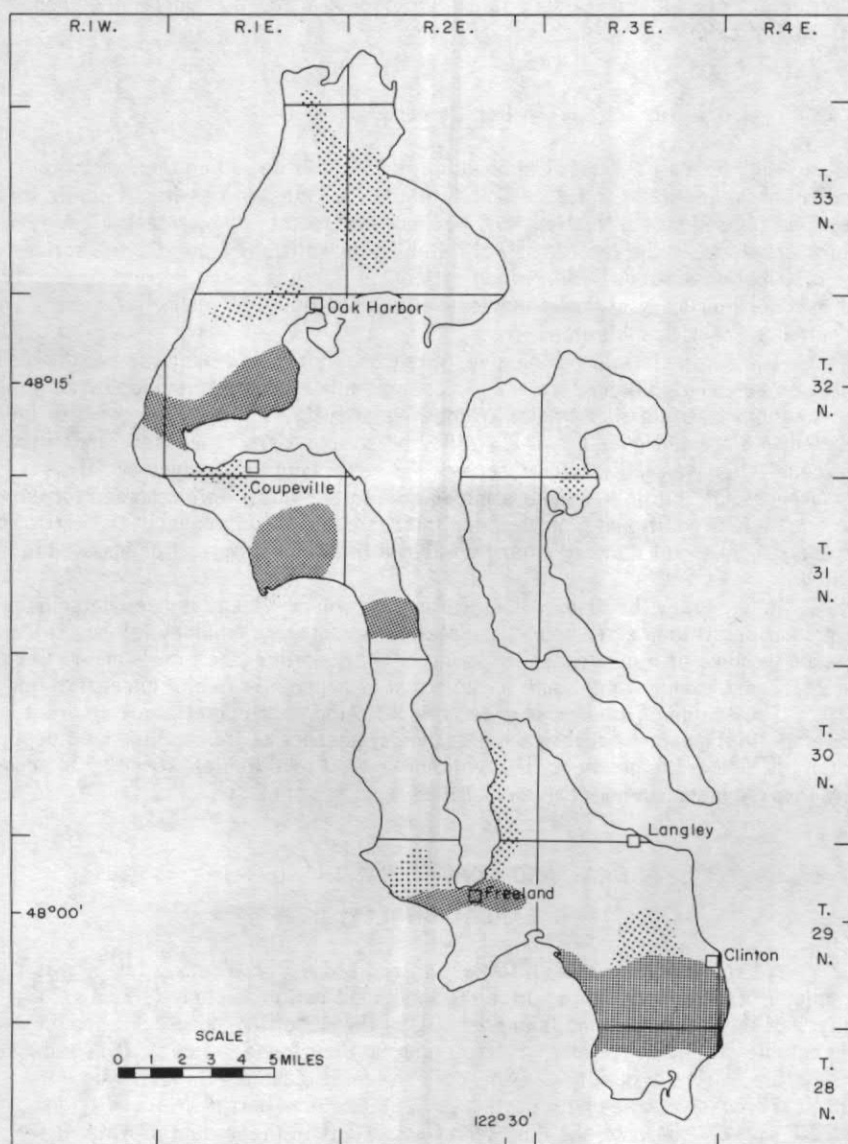 R.1W.
R.1E.
R.2E.
R.3E.
R.4E.
T.
33
N.
Oak Harbor
48°15'
T.
32
N.
Coupeville
T.
31
N.
T.
30
N.
Langley
Freeland
48°00'
T.
29
N.
Clinton
SCALE
0 1 2 3 4 5 MILES
T.
28
N.
122°30'